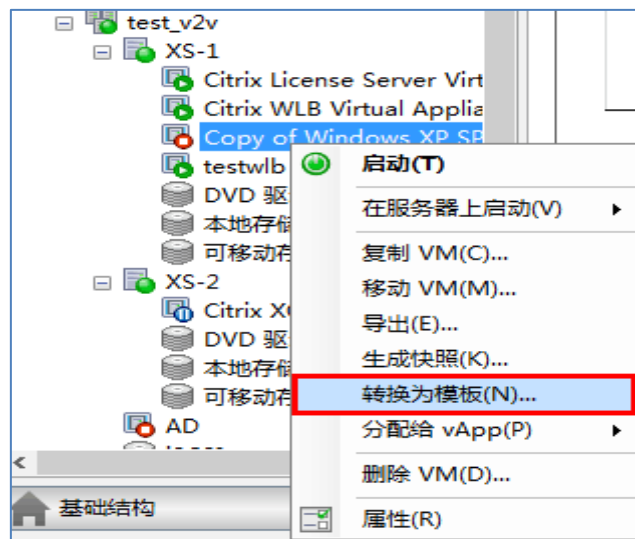 test_v2v
XS-1
Citrix License Server Virt
Citrix WLB Virtual Applia
Copy of Windows XP SP
testwlb
DVD 驱
本地存储
可移动存
XS-2
Citrix
DVD 驱
本地存储
可移动存
AD
启动(T)
在服务器上启动(V)
复制 VM(C)...
移动 VM(M)...
导出(E)...
生成快照(K)...
转换为模板(N)...
分配给 vApp(P)
删除 VM(D)...
属性(R)
基础结构